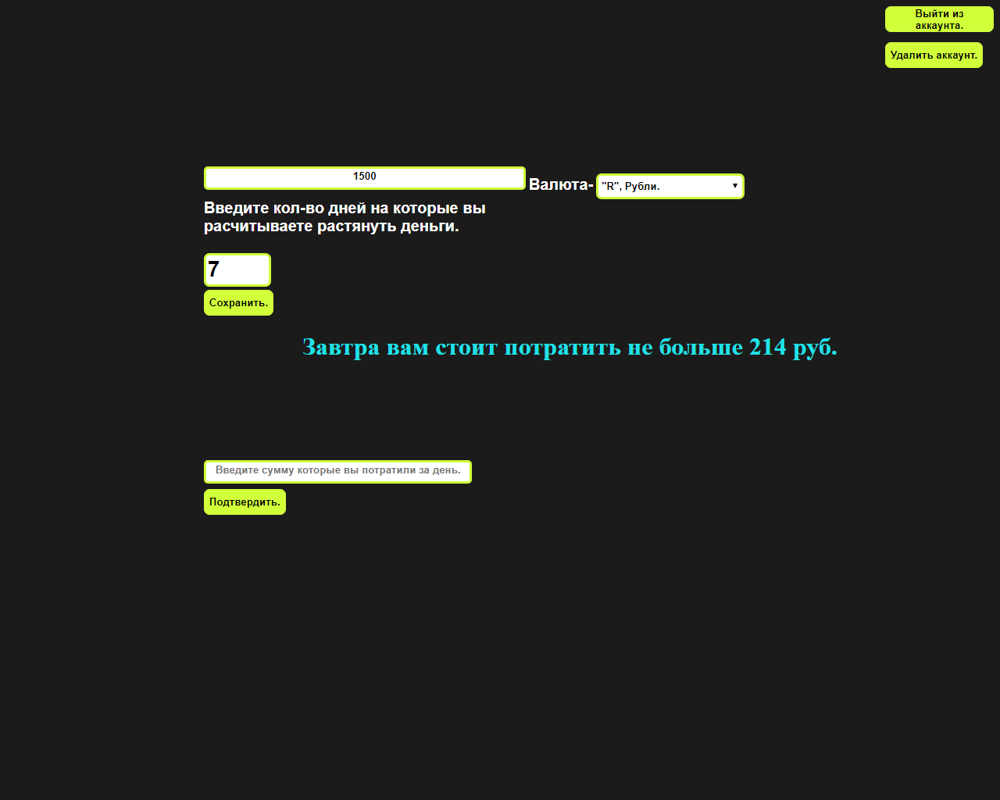 Выйти из
аккаунта.
Удалить аккаунт.
1500
Валюта- "R", Рубли.
Введите кол-во дней на которые вы
расчитываете растянуть деньги.
7
Сохранить.
Завтра вам стоит потратить не больше 214 руб.
Введите сумму которые вы потратили за день.
Подтвердить.